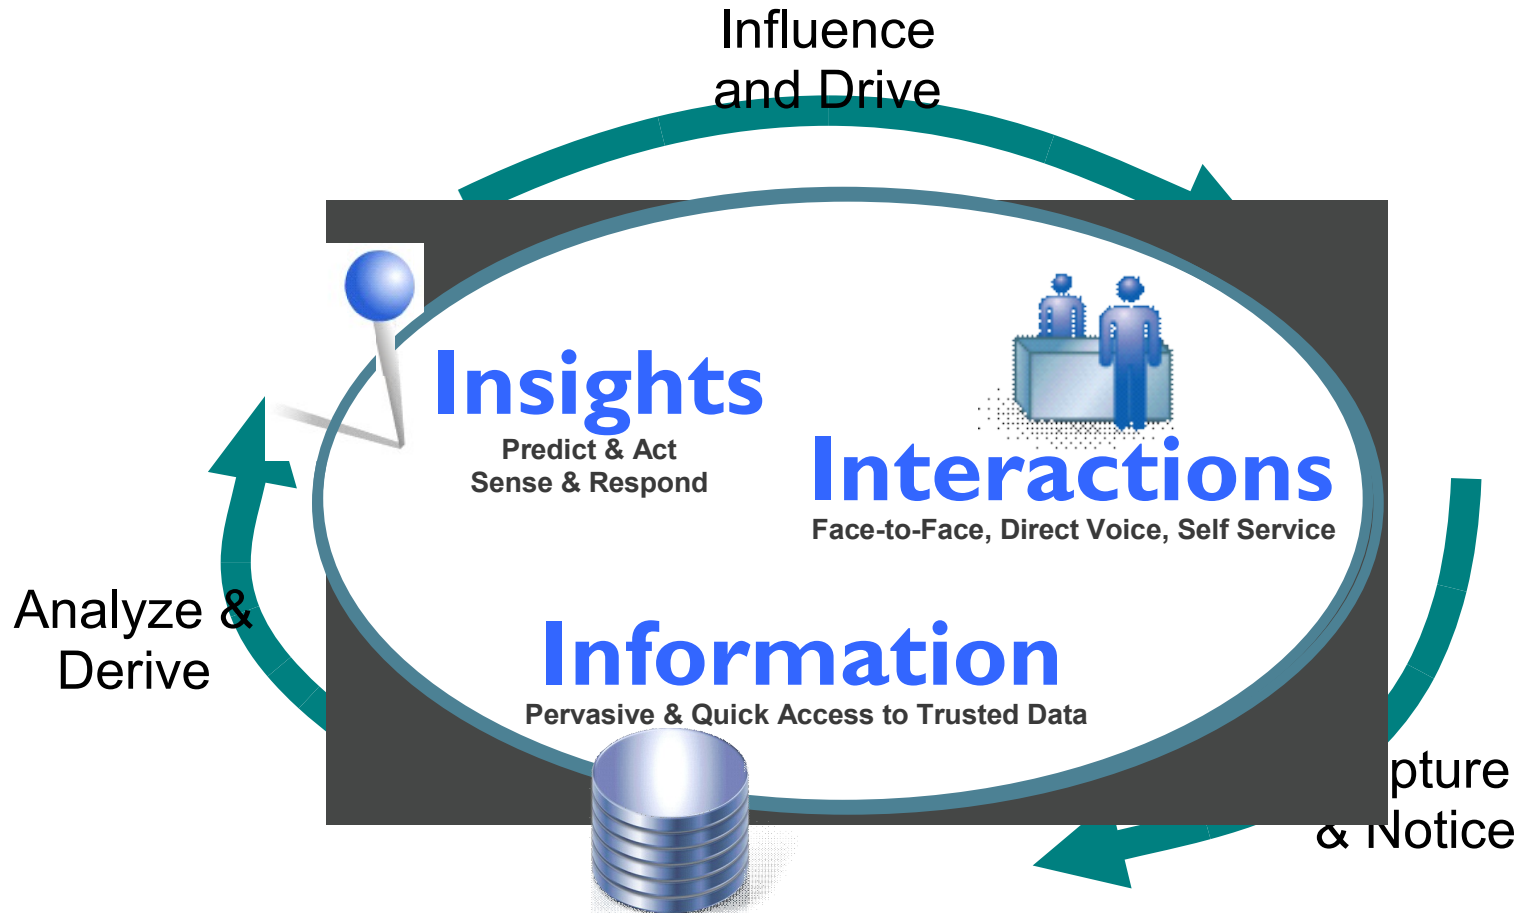 Influence
and Drive
Insights
Predict & Act
Sense & Respond
Interactions
Face-to-Face, Direct Voice, Self Service
Analyze &
Derive
Information
Pervasive & Quick Access to Trusted Data
pture
& Notice